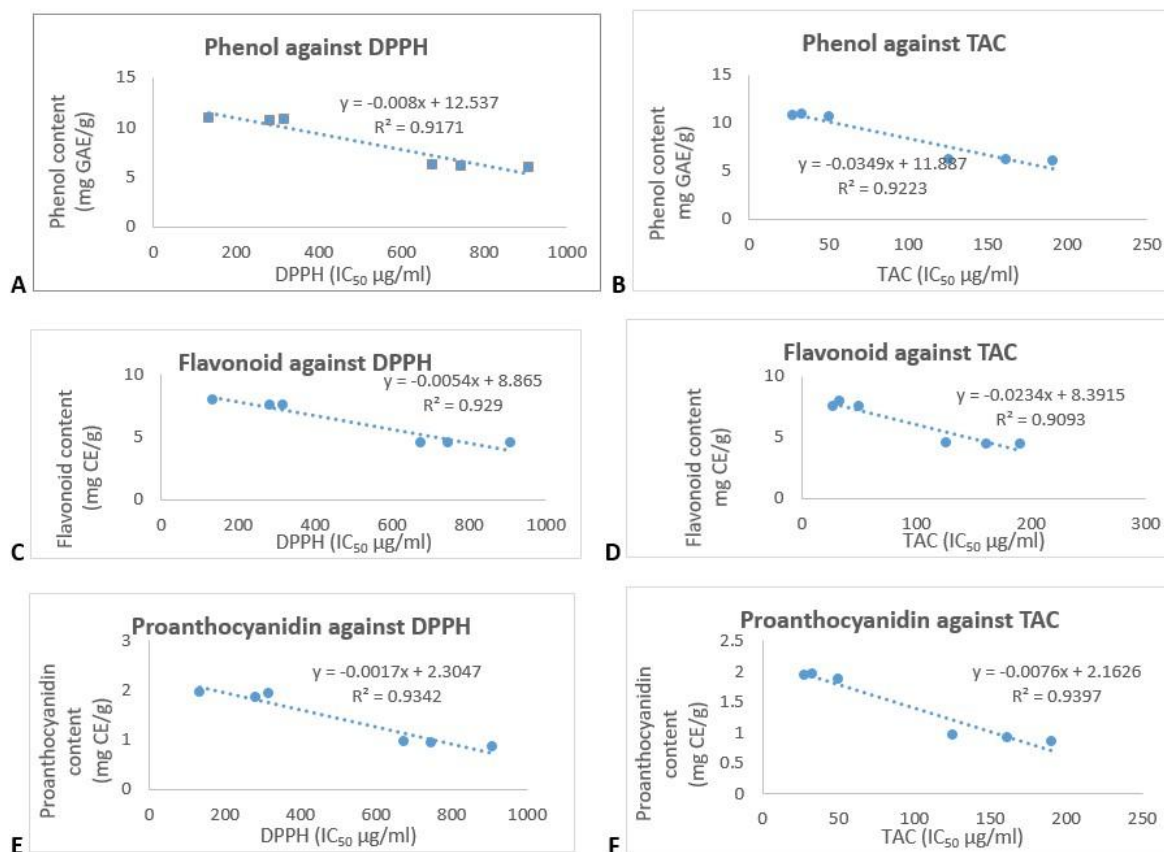 Phenol against DPPH
Phenol content
(mg GAE/g)
15
10
5
0
y = -0.008x + 12.537
R² = 0.9171
0 200 400 600 800 1000
DPPH (IC₅₀ µg/ml)
A
Phenol against TAC
Phenol content
mg GAE/g)
15
10
5
0
y = -0.0349x + 11.887
R² = 0.9223
0 50 100 150 200 250
TAC (IC₅₀ µg/ml)
B
Flavonoid against DPPH
Flavonoid content
(mg CE/g)
10
5
0
y = -0.0054x + 8.865
R² = 0.929
0 200 400 600 800 1000
DPPH (IC₅₀ µg/ml)
C
Flavonoid against TAC
Flavonoid content
mg CE/g)
10
5
0
y = -0.0234x + 8.3915
R² = 0.9093
0 100 200 300
TAC (IC₅₀ µg/ml)
D
Proanthocyanidin against DPPH
Proanthocyanidin
content
(mg CE/g)
3
2
1
0
y = -0.0017x + 2.3047
R² = 0.9342
0 200 400 600 800 1000
DPPH (IC₅₀ µg/ml)
E
Proanthocyanidin against TAC
Proanthocyanidin
content
(mg CE/g)
2.5
2
1.5
1
0.5
0
y = -0.0076x + 2.1626
R² = 0.9397
0 50 100 150 200 250
TAC (IC₅₀ µg/ml)
F